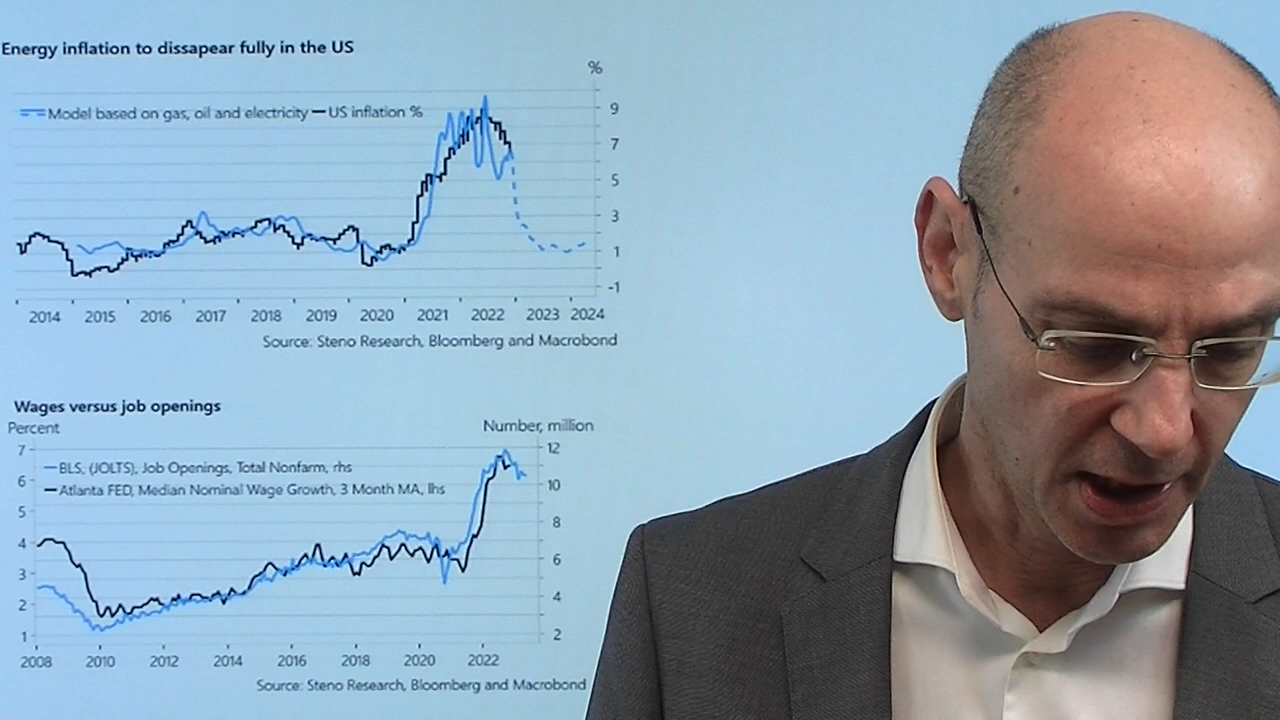 Energy inflation to dissapear fully in the US
%
Model based on gas, oil and electricity US inflation %
9
7
5
3
1
-1
2014 2015 2016 2017 2018 2019 2020 2021 2022 2023 2024
Source: Steno Research, Bloomberg and Macrobond
Wages versus job openings
Percent Number, million
7 12
BLS, (JOLTS), Job Openings, Total Nonfarm, rhs
6 10
Atlanta FED, Median Nominal Wage Growth, 3 Month MA, lhs
5 8
4 6
3
2 4
1 2
2008 2010 2012 2014 2016 2018 2020 2022
Source: Steno Research, Bloomberg and Macrobond